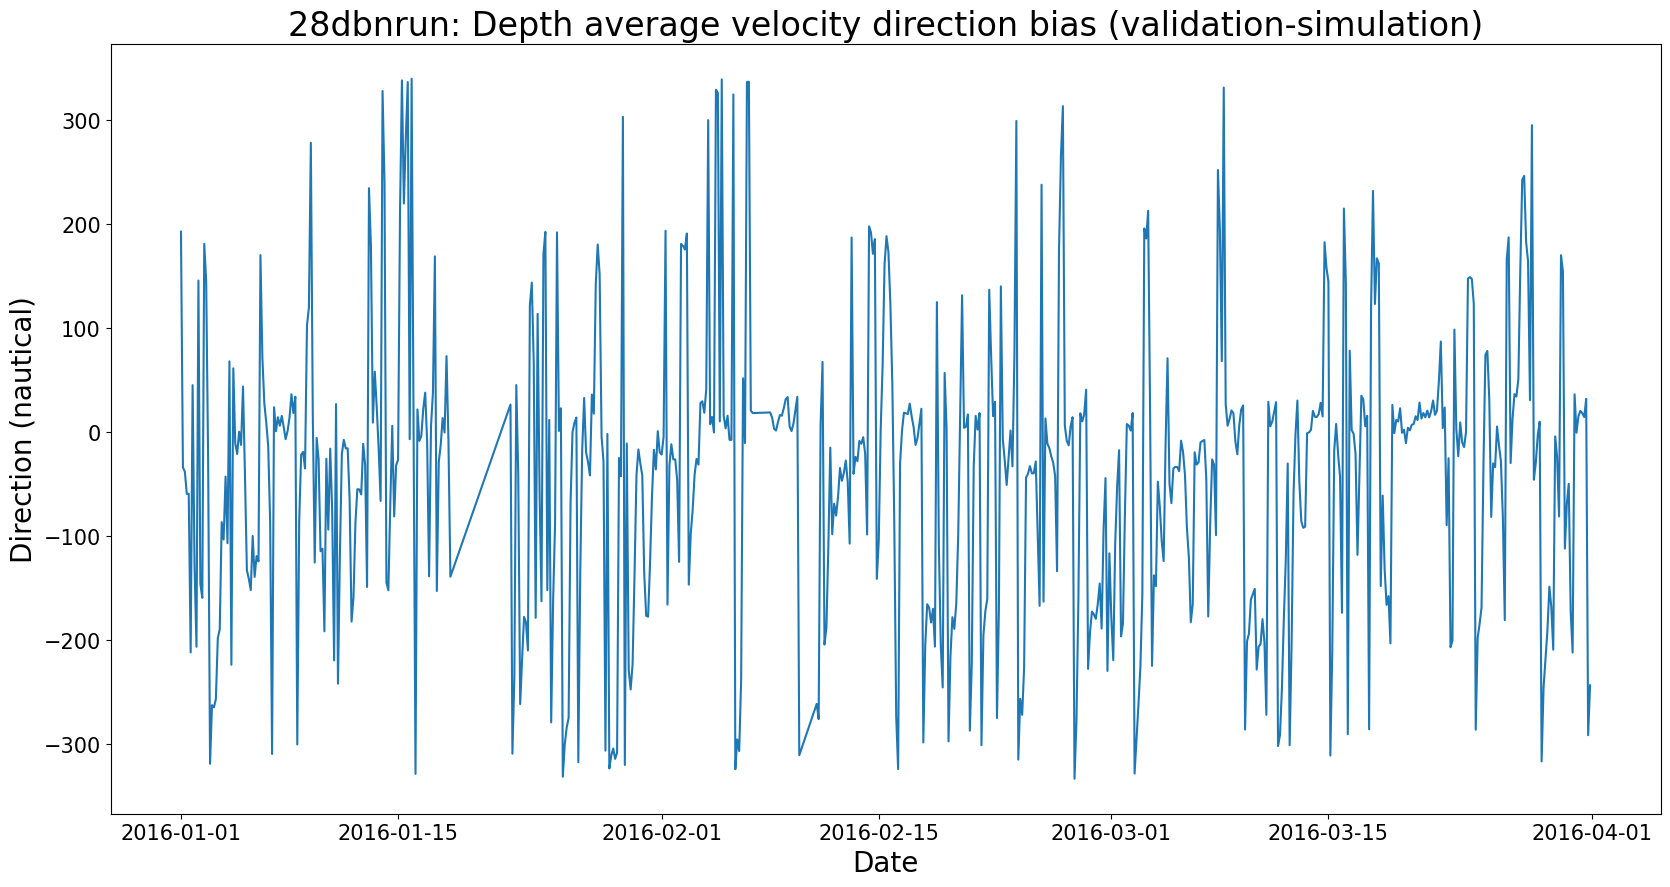 28dbnrun: Depth average velocity direction bias (validation-simulation)
300
200
100
0
−100
−200
−300
Direction (nautical)
2016-01-01 2016-01-15 2016-02-01 2016-02-15 2016-03-01 2016-03-15 2016-04-01
Date